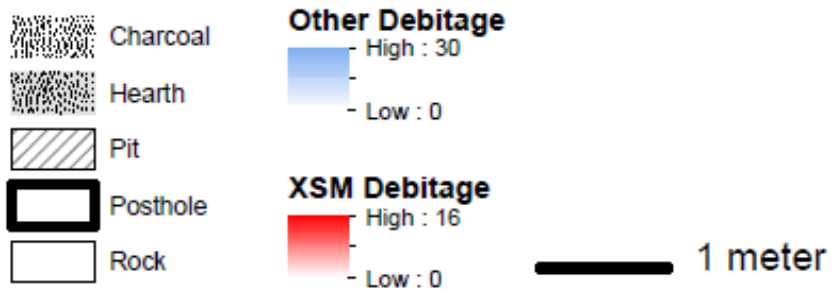 Charcoal
Hearth
Pit
Posthole
Rock
Other Debitage
High : 30
Low : 0
XSM Debitage
High : 16
Low : 0
1 meter